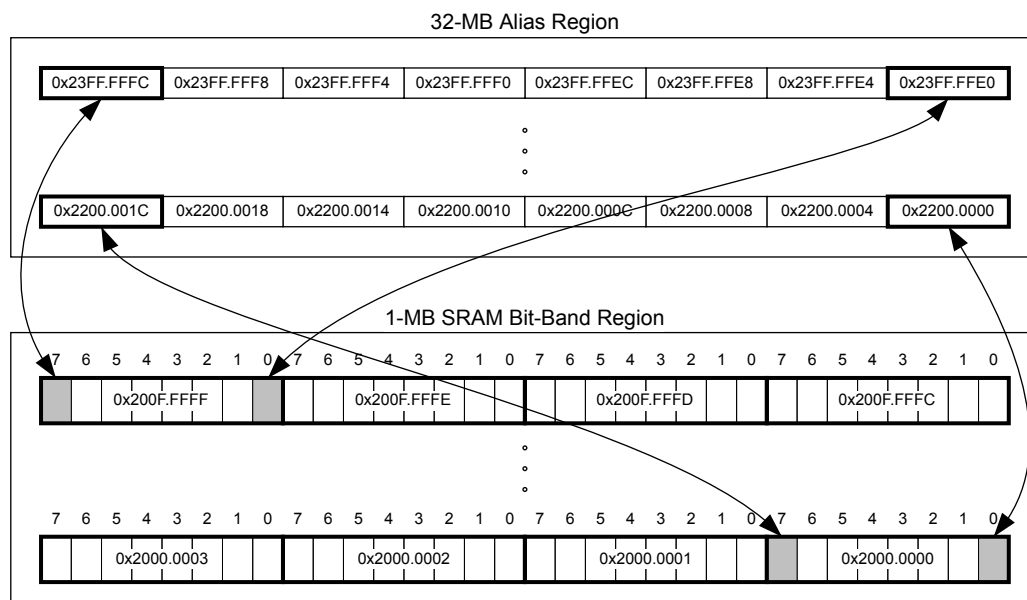 32-MB Alias Region
0x23FF.FFFC 0x23FF.FFF8 0x23FF.FFF4 0x23FF.FFF0 0x23FF.FFEC 0x23FF.FFE8 0x23FF.FFE4 0x23FF.FFE0
0x2200.001C 0x2200.0018 0x2200.0014 0x2200.0010 0x2200.000C 0x2200.0008 0x2200.0004 0x2200.0000
1-MB SRAM Bit-Band Region
7 6 5 4 3 2 1 0 7 6 5 4 3 2 1 0 7 6 5 4 3 2 1 0 7 6 5 4 3 2 1 0
0x200F.FFFF 0x200F.FFFE 0x200F.FFFD 0x200F.FFFC
7 6 5 4 3 2 1 0 7 6 5 4 3 2 1 0 7 6 5 4 3 2 1 0 7 6 5 4 3 2 1 0
0x2000.0003 0x2000.0002 0x2000.0001 0x2000.0000